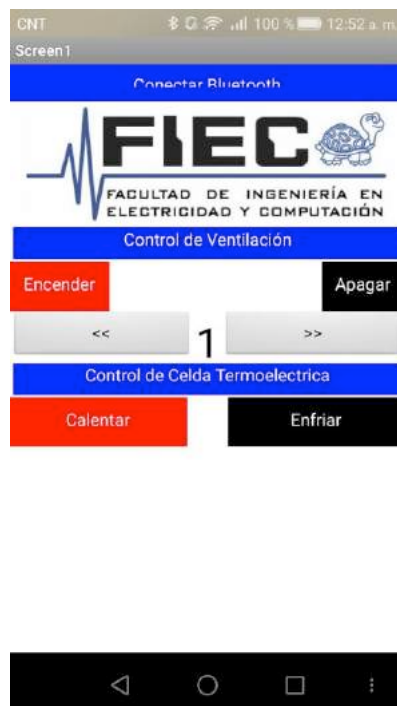 CNT 100 % 12:52 a. m.
Screen1
Conectar Bluetooth
FIEC
FACULTAD DE INGENIERÍA EN
ELECTRICIDAD Y COMPUTACIÓN
Control de Ventilación
Encender Apagar
<< 1 >>
Control de Celda Termoelectrica
Calentar Enfriar